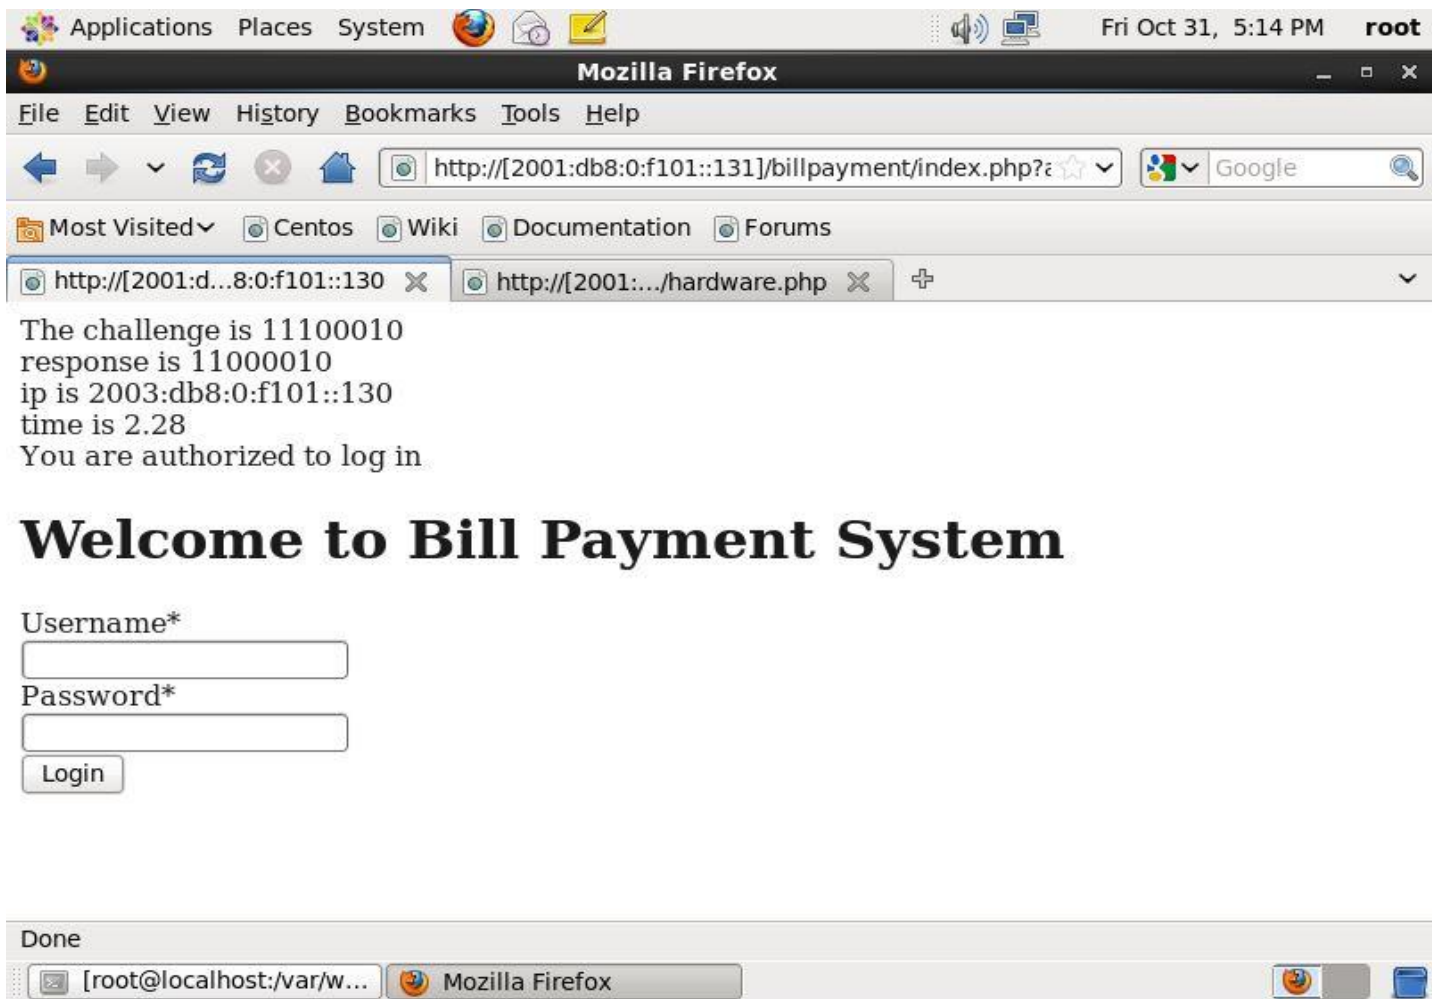 Applications Places System Fri Oct 31, 5:14 PM root
Mozilla Firefox
File Edit View History Bookmarks Tools Help
http://[2001:db8:0:f101::131]/billpayment/index.php? Google
Most Visited Centos Wiki Documentation Forums
http://[2001:d...8:0:f101::130 http://[2001:.../hardware.php
The challenge is 11100010
response is 11000010
ip is 2003:db8:0:f101::130
time is 2.28
You are authorized to log in
Welcome to Bill Payment System
Username*
Password*
Login
Done
[root@localhost:/var/w... Mozilla Firefox